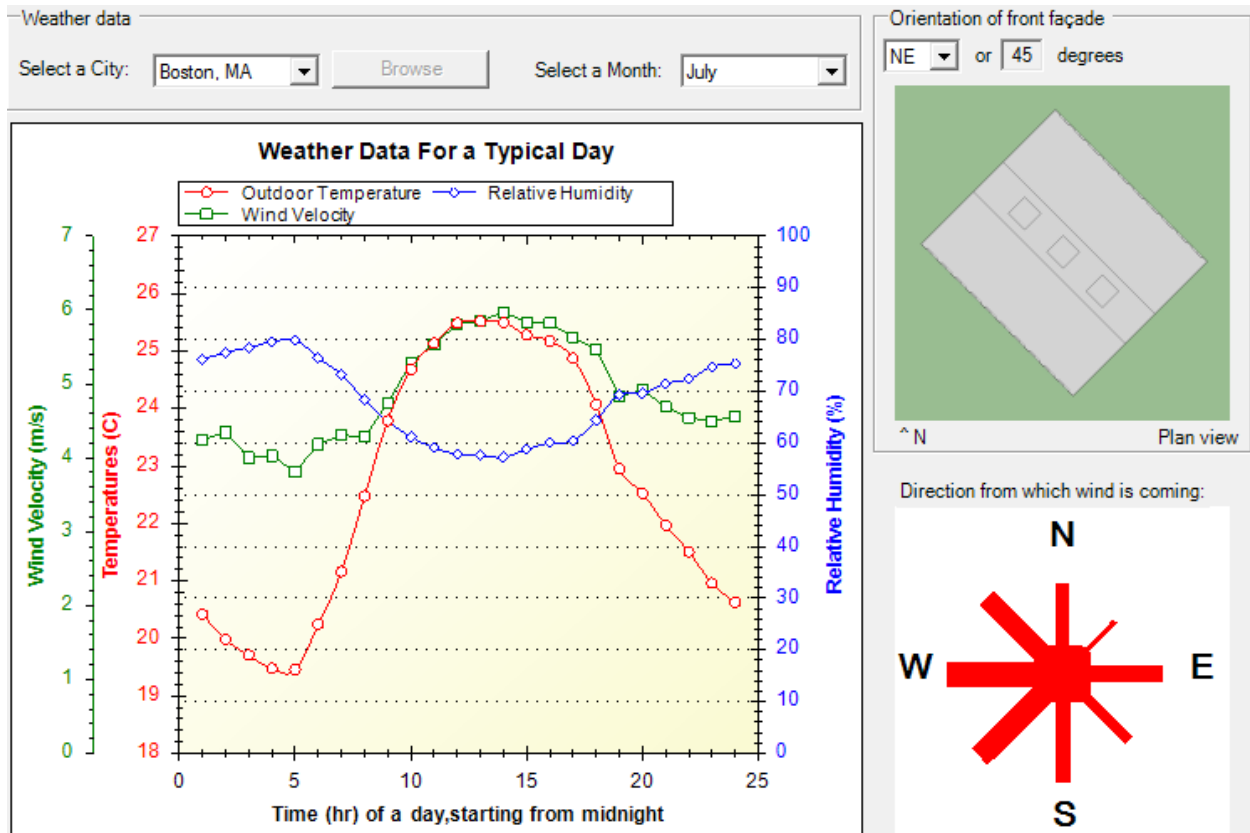 Weather data
Select a City: Boston, MA Browse Select a Month: July
Orientation of front façade
NE or 45 degrees
^ N Plan view
Weather Data For a Typical Day
Outdoor Temperature Relative Humidity
Wind Velocity
Wind Velocity (m/s)
7
6
5
4
3
2
1
0
Temperatures (C)
27
26
25
24
23
22
21
20
19
18
Relative Humidity (%)
100
90
80
70
60
50
40
30
20
10
0
0 5 10 15 20 25
Time (hr) of a day,starting from midnight
Direction from which wind is coming:
N
W E
S